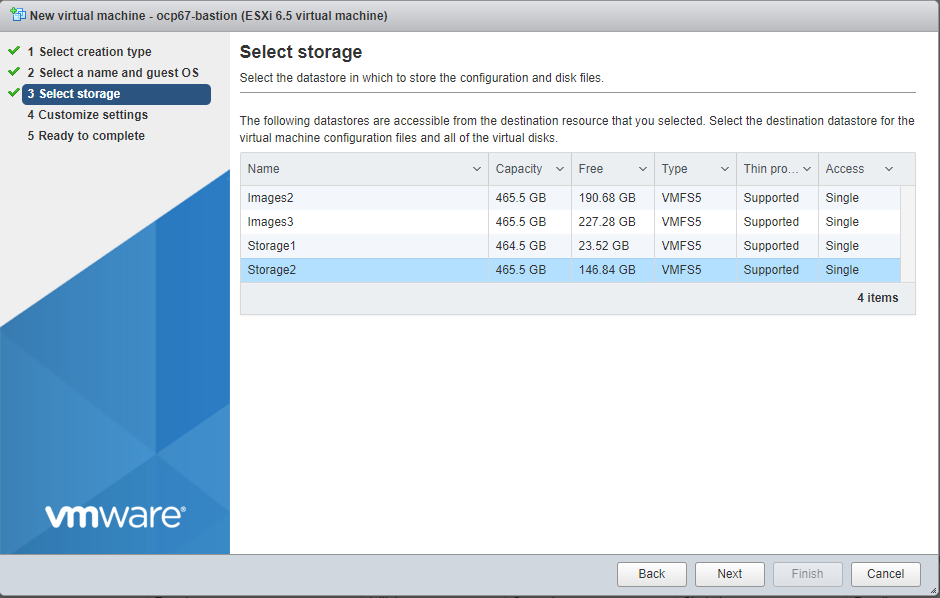 New virtual machine - ocp67-bastion (ESXi 6.5 virtual machine)
1 Select creation type
2 Select a name and guest OS
3 Select storage
4 Customize settings
5 Ready to complete
vmware®
Select storage
Select the datastore in which to store the configuration and disk files.
The following datastores are accessible from the destination resource that you selected. Select the destination datastore for the
virtual machine configuration files and all of the virtual disks.
Name Capacity Free Type Thin pro... Access
Images2 465.5 GB 190.68 GB VMFS5 Supported Single
Images3 465.5 GB 227.28 GB VMFS5 Supported Single
Storage1 464.5 GB 23.52 GB VMFS5 Supported Single
Storage2 465.5 GB 146.84 GB VMFS5 Supported Single
4 items
Back Next Finish Cancel